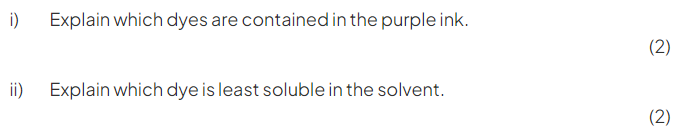 i) Explain which dyes are contained in the purple ink.
(2)
ii) Explain which dye is least soluble in the solvent.
(2)